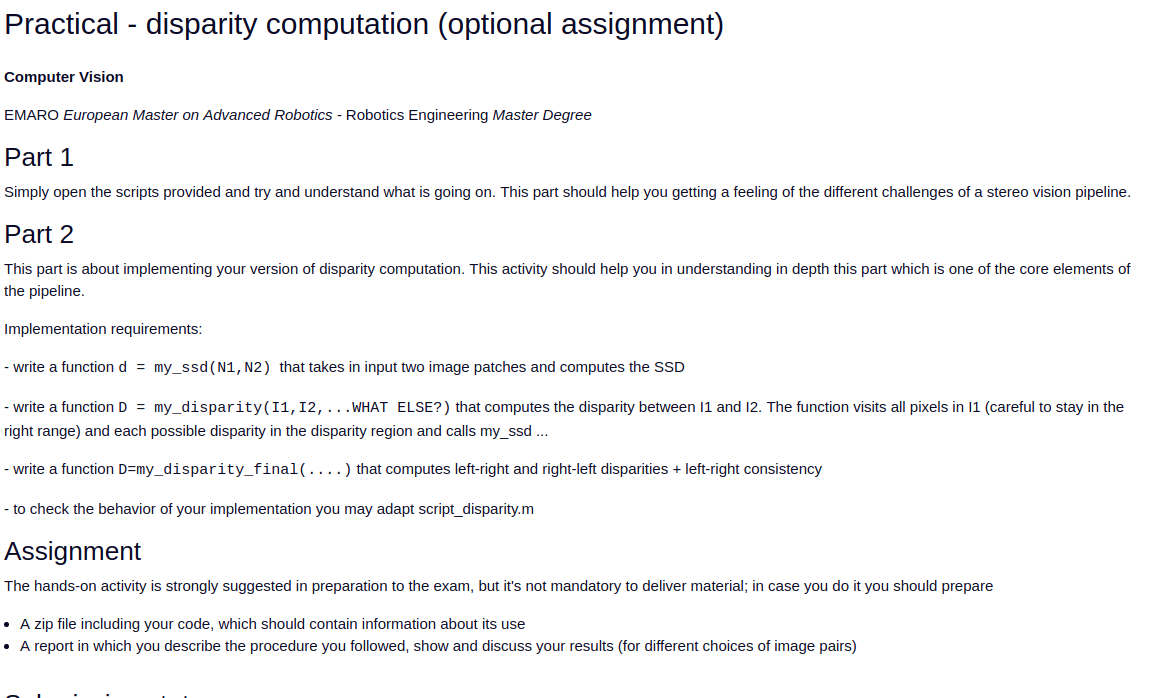 Practical - disparity computation (optional assignment)
Computer Vision
EMARO European Master on Advanced Robotics - Robotics Engineering Master Degree
Part 1
Simply open the scripts provided and try and understand what is going on. This part should help you getting a feeling of the different challenges of a stereo vision pipeline.
Part 2
This part is about implementing your version of disparity computation. This activity should help you in understanding in depth this part which is one of the core elements of
the pipeline.
Implementation requirements:
- write a function d = my_ssd(N1,N2) that takes in input two image patches and computes the SSD
- write a function D = my_disparity(I1,I2,...WHAT ELSE?) that computes the disparity between I1 and I2. The function visits all pixels in I1 (careful to stay in the
right range) and each possible disparity in the disparity region and calls my_ssd ...
- write a function D=my_disparity_final(....) that computes left-right and right-left disparities + left-right consistency
- to check the behavior of your implementation you may adapt script_disparity.m
Assignment
The hands-on activity is strongly suggested in preparation to the exam, but it's not mandatory to deliver material; in case you do it you should prepare
• A zip file including your code, which should contain information about its use
• A report in which you describe the procedure you followed, show and discuss your results (for different choices of image pairs)